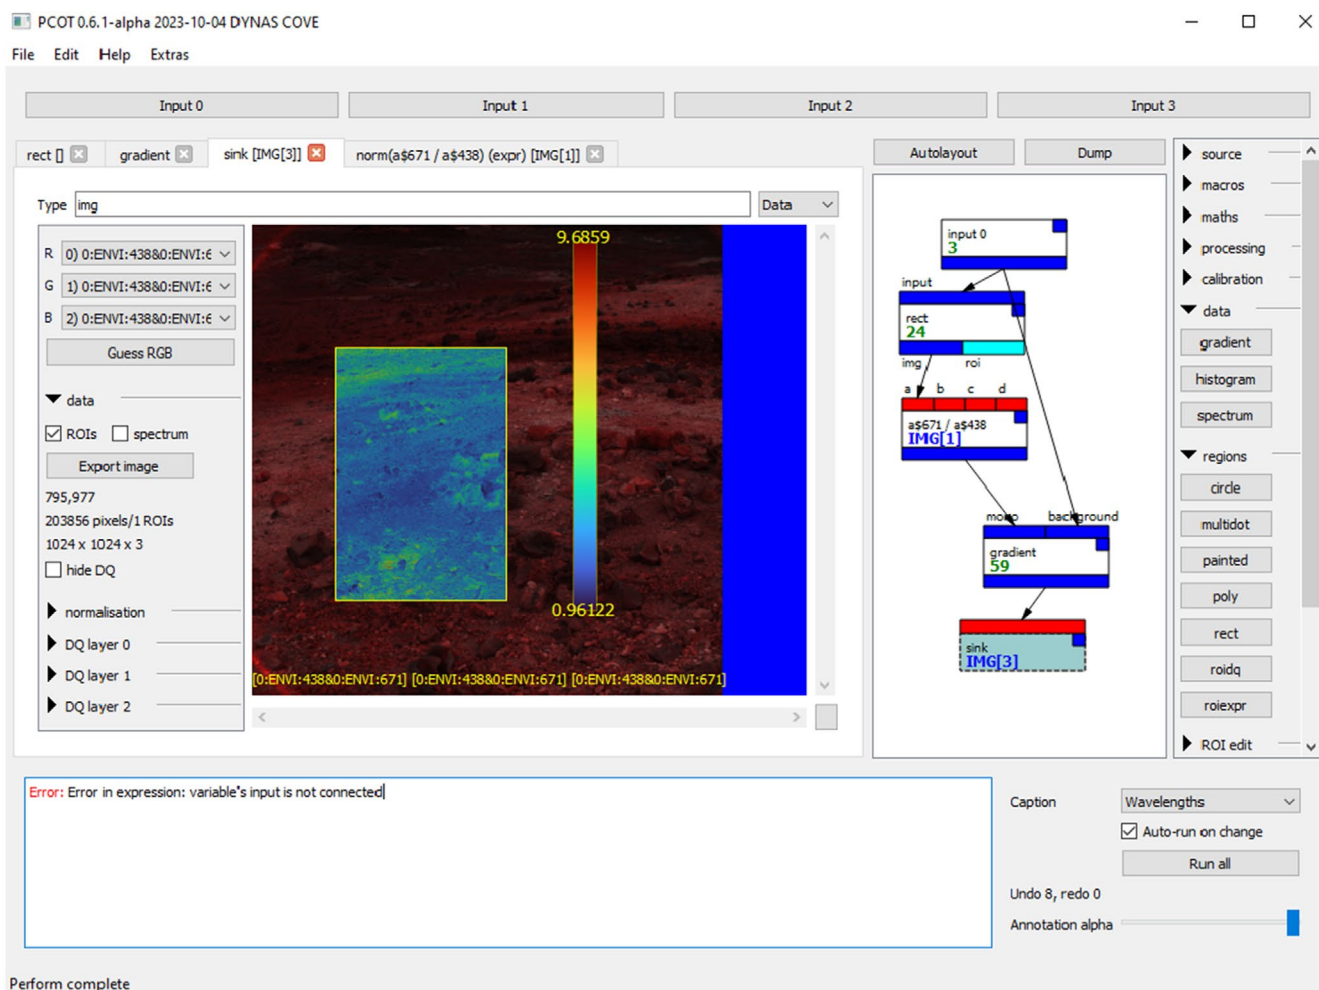 PCOT 0.6.1-alpha 2023-10-04 DYNAS COVE
File Edit Help Extras
Input 0 Input 1 Input 2 Input 3
rect [] gradient sink [IMG[3]] norm(a$671 / a$438) (expr) [IMG[1]]
Type img Data
R 0) 0:ENVI:438&0:ENVI:6
G 1) 0:ENVI:438&0:ENVI:6
B 2) 0:ENVI:438&0:ENVI:6
Guess RGB
data
ROIs spectrum
Export image
795,977
203856 pixels/1 ROIs
1024 x 1024 x 3
hide DQ
normalisation
DQ layer 0
DQ layer 1
DQ layer 2
9.6859
0.96122
[0:ENVI:438&0:ENVI:671] [0:ENVI:438&0:ENVI:671] [0:ENVI:438&0:ENVI:671]
Autolayout Dump
input 0
3
input
rect
24
img roi
a b c d
a$671 / a$438
IMG[1]
mono background
gradient
59
sink
IMG[3]
source
macros
maths
processing
calibration
data
gradient
histogram
spectrum
regions
circle
multidot
painted
poly
rect
roidq
roiexpr
ROI edit
Error: Error in expression: variable's input is not connected
Caption Wavelengths
Auto-run on change
Run all
Undo 8, redo 0
Annotation alpha
Perform complete